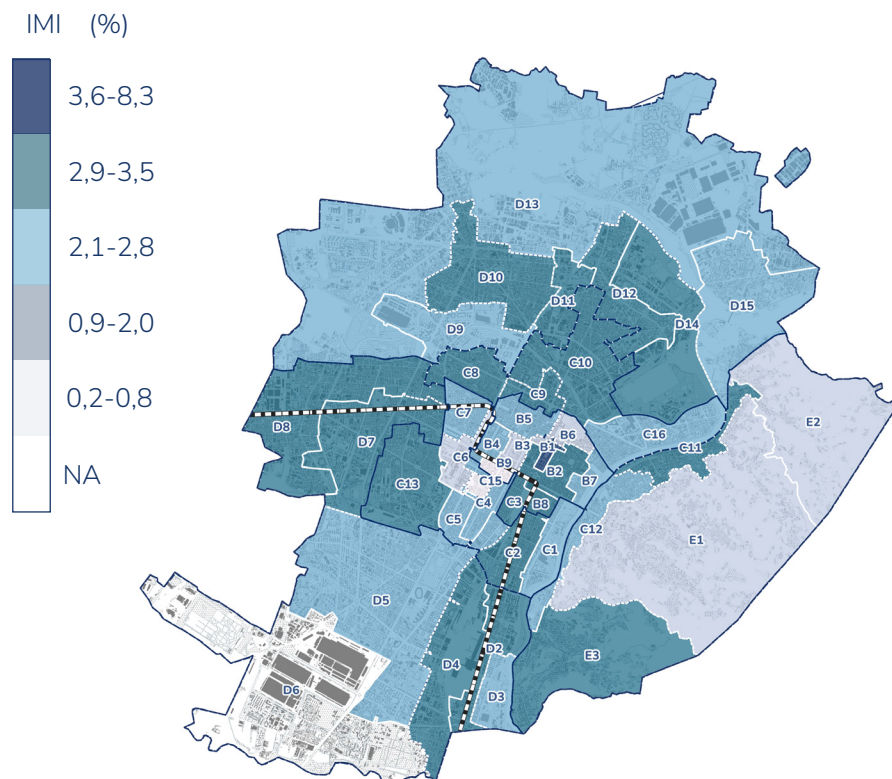 IMI (%)
3,6-8,3
2,9-3,5
2,1-2,8
0,9-2,0
0,2-0,8
NA
D13
D10
D12
D11
D15
D14
D9
C10
C8
C9
E2
C7
B5
D8
C16
B6
D7
B4
B3
B1
C11
C6
B9
B2
C13
C15
B7
C4
C3
B8
C5
C12
C2
C1
E1
D5
D2
E3
D4
D6
D3